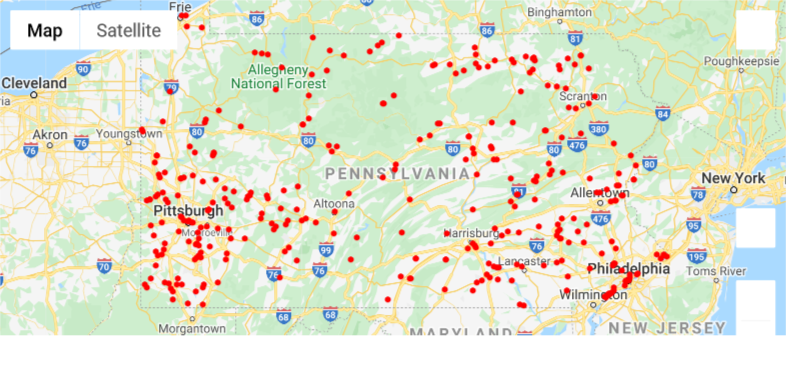 Erie
Binghamton
86
86
81
Map Satellite
90
Poughkeepsie
Cleveland
Allegheny
National Forest
79
Scranton
84
Akron
Youngstown
80
380
76
76
80
80
80
476
80
PENNSYLVANIA
New York
81
Allentown
78
Altoona
Pittsburgh
476
95
Monroeville
Harrisburg
76
99
195
70
Lancaster
Philadelphia
76
76
Toms River
Wilmington
68
68
Morgantown
MARYLAND
NEW JERSEY